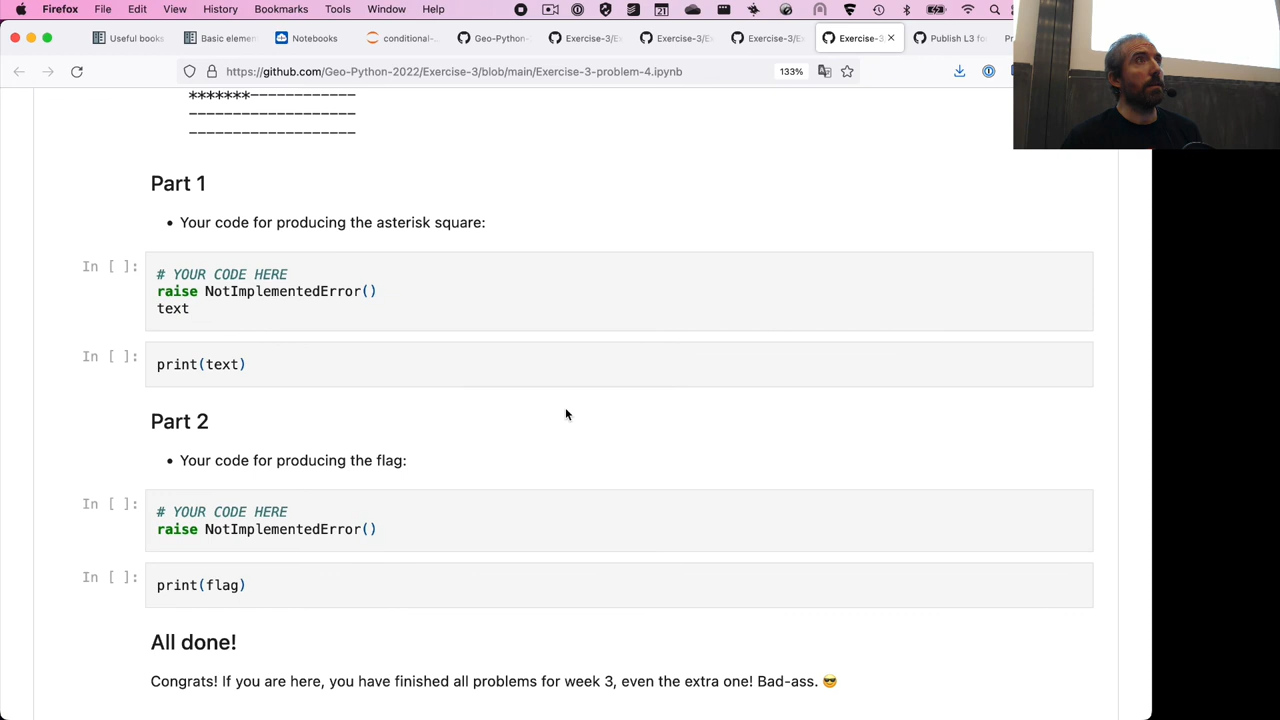 Firefox File Edit View History Bookmarks Tools Window Help
21
Useful books
Basic elemen
Notebooks
conditional-
Geo-Python-
Exercise-3/E
Exercise-3/E
Exercise-3/E
Exercise-
Publish L3 fo
https://github.com/Geo-Python-2022/Exercise-3/blob/main/Exercise-3-problem-4.ipynb
133%
*******------------
-------------------
-------------------
Part 1
• Your code for producing the asterisk square:
In [ ]:
# YOUR CODE HERE
raise NotImplementedError()
text
In [ ]:
print(text)
Part 2
• Your code for producing the flag:
In [ ]:
# YOUR CODE HERE
raise NotImplementedError()
In [ ]:
print(flag)
All done!
Congrats! If you are here, you have finished all problems for week 3, even the extra one! Bad-ass. 😎